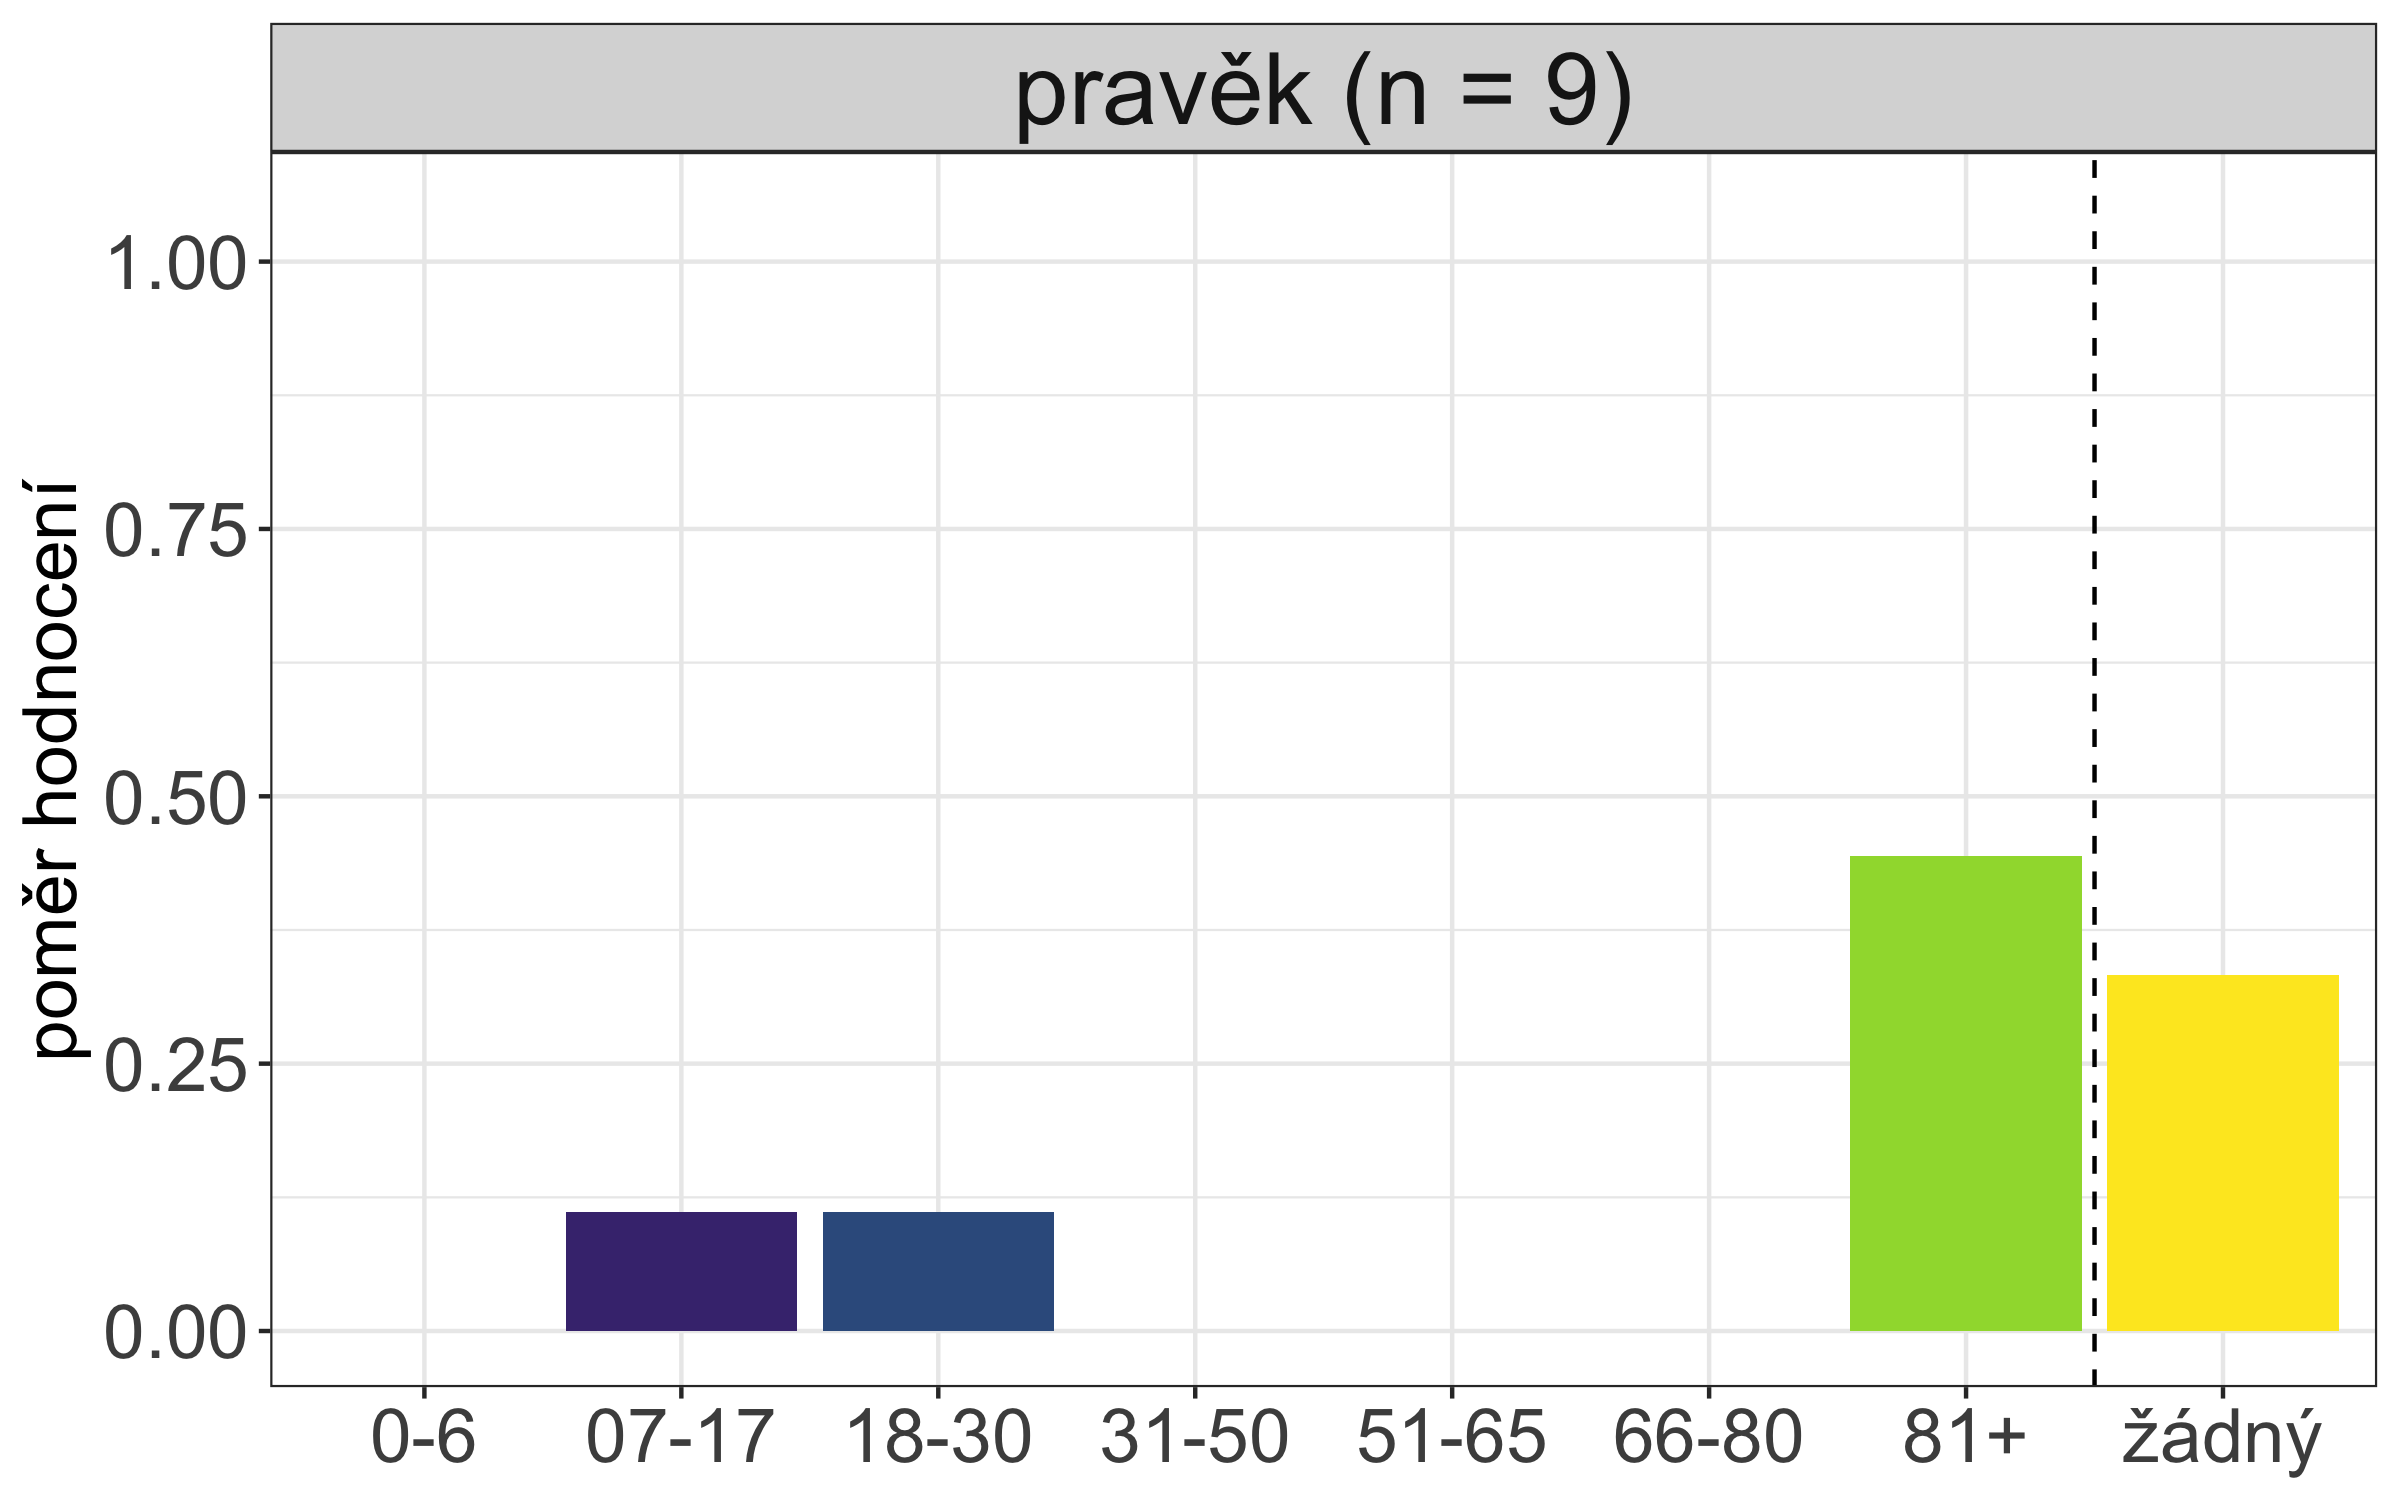 pravěk (n = 9)
poměr hodnocení
1.00
0.75
0.50
0.25
0.00
0-6 07-17 18-30 31-50 51-65 66-80 81+ žádný